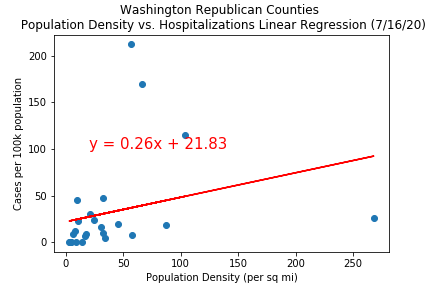 Washington Republican Counties
Population Density vs. Hospitalizations Linear Regression (7/16/20)
Cases per 100k population
200
150
100
50
0
y = 0.26x + 21.83
0 50 100 150 200 250
Population Density (per sq mi)